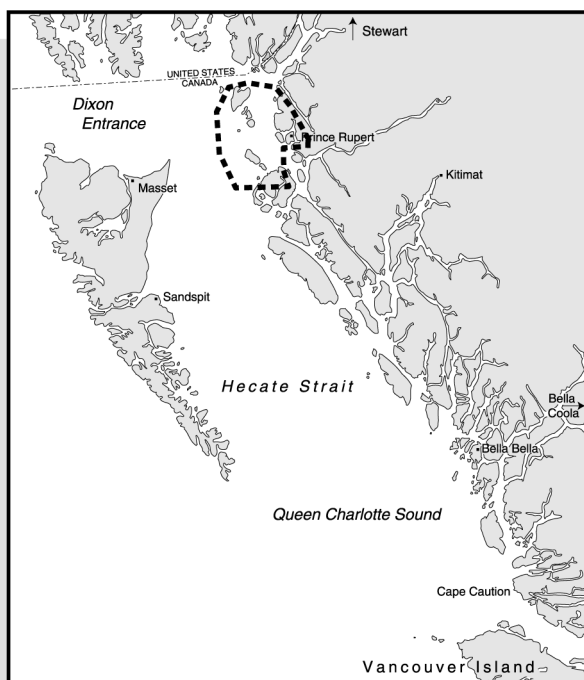 Stewart
UNITED STATES
CANADA
Dixon
Entrance
Prince Rupert
Masset
Kitimat
Sandspit
Hecate Strait
Bella
Coola
Bella Bella
Queen Charlotte Sound
Cape Caution
Vancouver Island